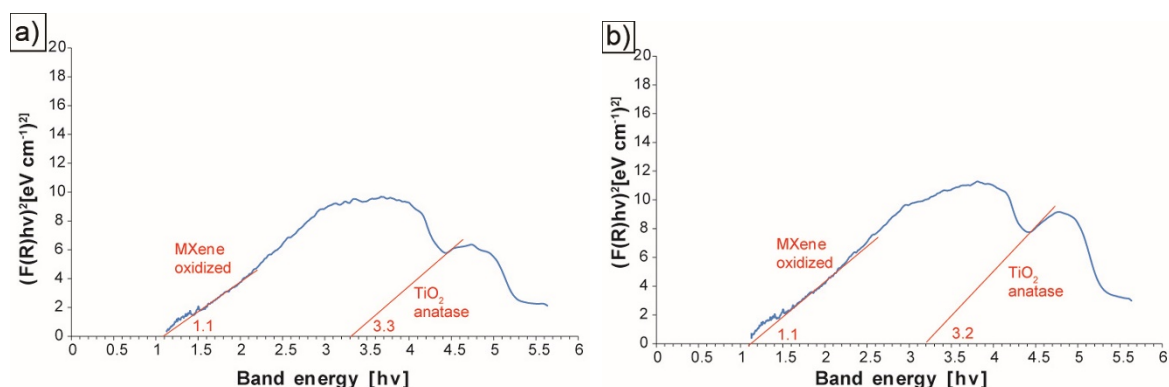 a)
(F(R)hv)²[eV cm⁻¹)²]
20
18
16
14
12
10
8
6
4
2
0
MXene
oxidized
1.1
TiO₂
anatase
3.3
0 0.5 1 1.5 2 2.5 3 3.5 4 4.5 5 5.5 6
Band energy [hv]
b)
(F(R)hv)²[eV cm⁻¹)²]
20
18
16
14
12
10
8
6
4
2
0
MXene
oxidized
1.1
TiO₂
anatase
3.2
0 0.5 1 1.5 2 2.5 3 3.5 4 4.5 5 5.5 6
Band energy [hv]